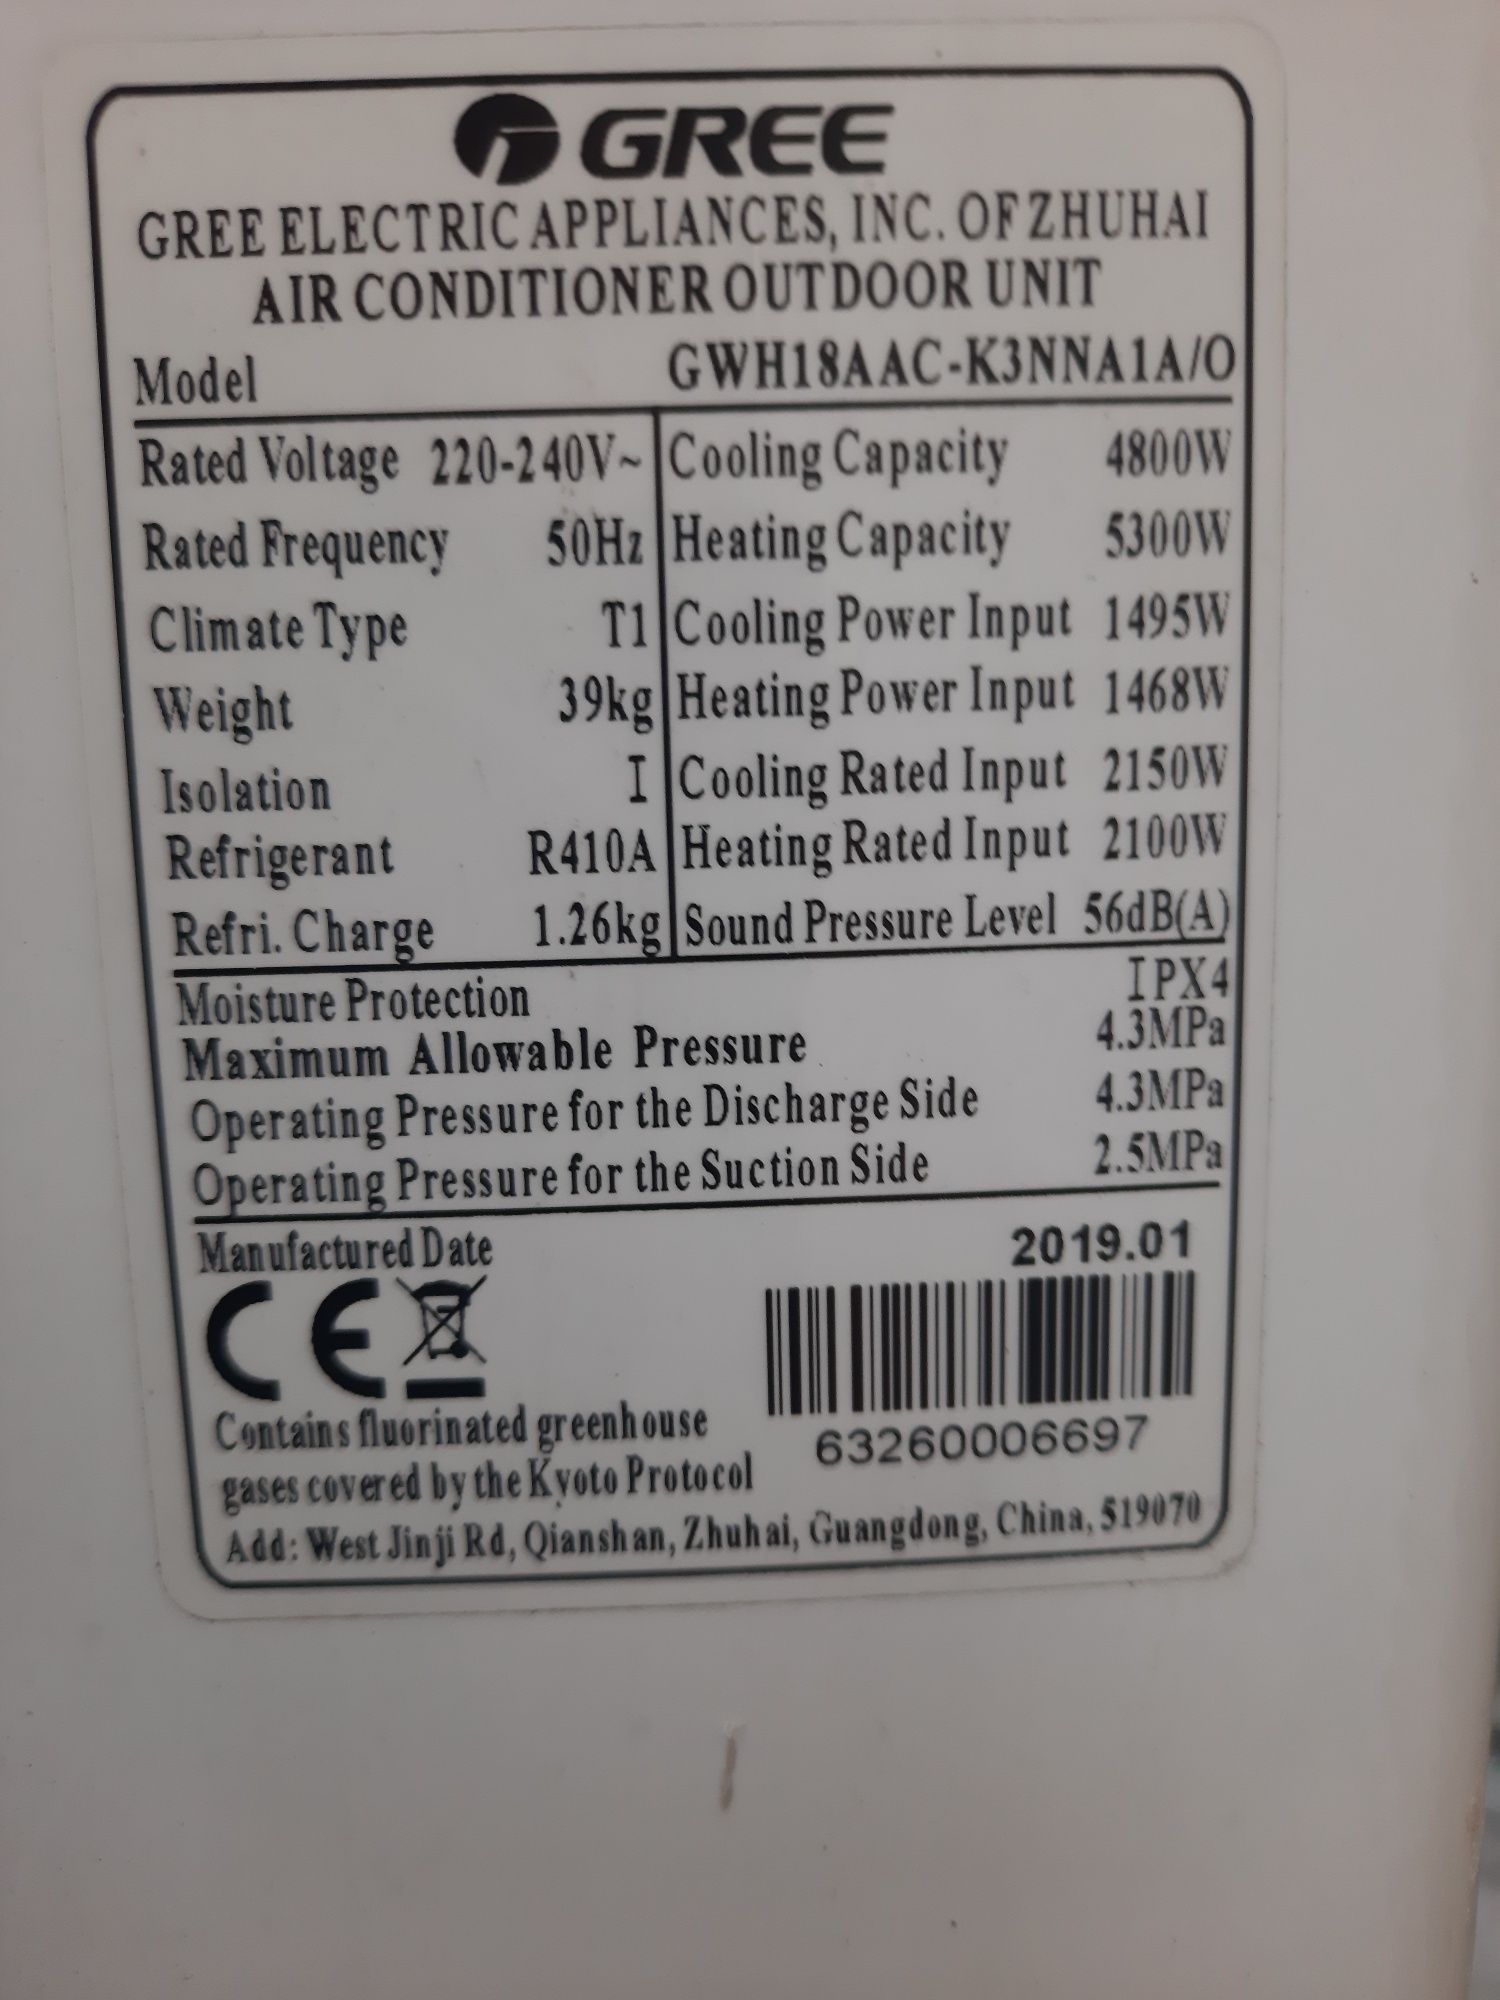 GREE
GREE ELECTRIC APPLIANCES, INC. OF ZHUHAI
AIR CONDITIONER OUTDOOR UNIT
Model GWH18AAC-K3NNA1A/O
Rated Voltage 220-240V~ Cooling Capacity 4800W
Rated Frequency 50Hz Heating Capacity 5300W
Climate Type T1 Cooling Power Input 1495W
Weight 39kg Heating Power Input 1468W
Isolation I Cooling Rated Input 2150W
Refrigerant R410A Heating Rated Input 2100W
Refri. Charge 1.26kg Sound Pressure Level 56dB(A)
Moisture Protection IPX4
Maximum Allowable Pressure 4.3MPa
Operating Pressure for the Discharge Side 4.3MPa
Operating Pressure for the Suction Side 2.5MPa
Manufactured Date 2019.01
CE
63260006697
Contains fluorinated greenhouse
gases covered by the Kyoto Protocol
Add: West Jinji Rd, Qianshan, Zhuhai, Guangdong, China, 519070